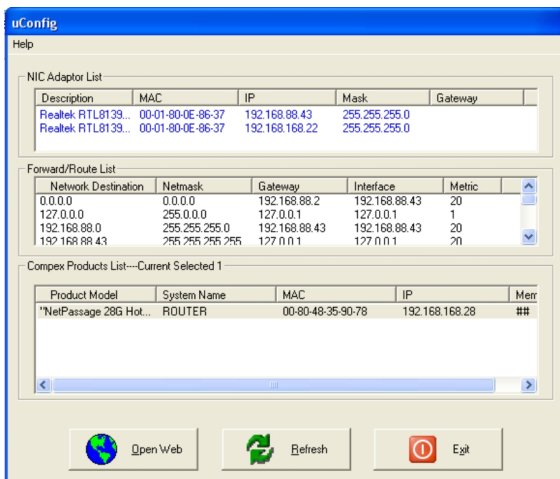 uConfig
Help
NIC Adaptor List
Description MAC IP Mask Gateway
Realtek RTL8139... 00-01-80-0E-86-37 192.168.88.43 255.255.255.0
Realtek RTL8139... 00-01-80-0E-86-37 192.168.168.22 255.255.255.0
Forward/Route List
Network Destination Netmask Gateway Interface Metric
0.0.0.0 0.0.0.0 192.168.88.2 192.168.88.43 20
127.0.0.0 255.0.0.0 127.0.0.1 127.0.0.1 1
192.168.88.0 255.255.255.0 192.168.88.43 192.168.88.43 20
192.168.88.43 255.255.255.255 127.0.0.1 127.0.0.1 20
Compex Products List----Current Selected 1
Product Model System Name MAC IP Mem
"NetPassage 28G Hot... ROUTER 00-80-48-35-90-78 192.168.168.28 ##
Open Web Refresh Exit